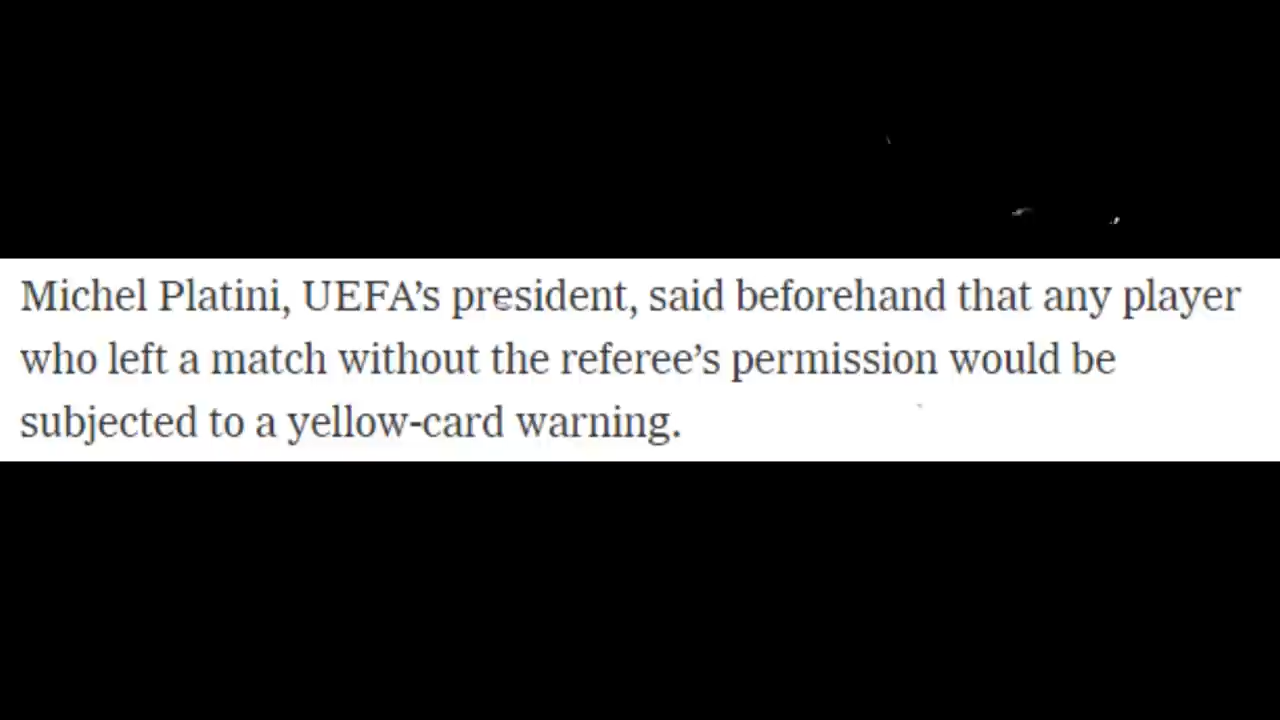 Michel Platini, UEFA’s president, said beforehand that any player
who left a match without the referee’s permission would be
subjected to a yellow-card warning.